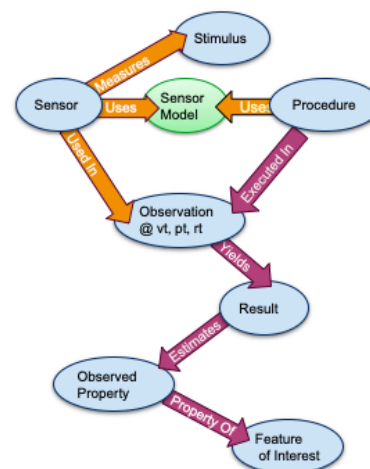 Stimulus
Measures
Sensor
Uses
Sensor
Model
Uses
Procedure
Used In
Executed In
Observation
@ vt, pt, rt
Yields
Result
Estimates
Observed
Property
Property Of
Feature
of Interest